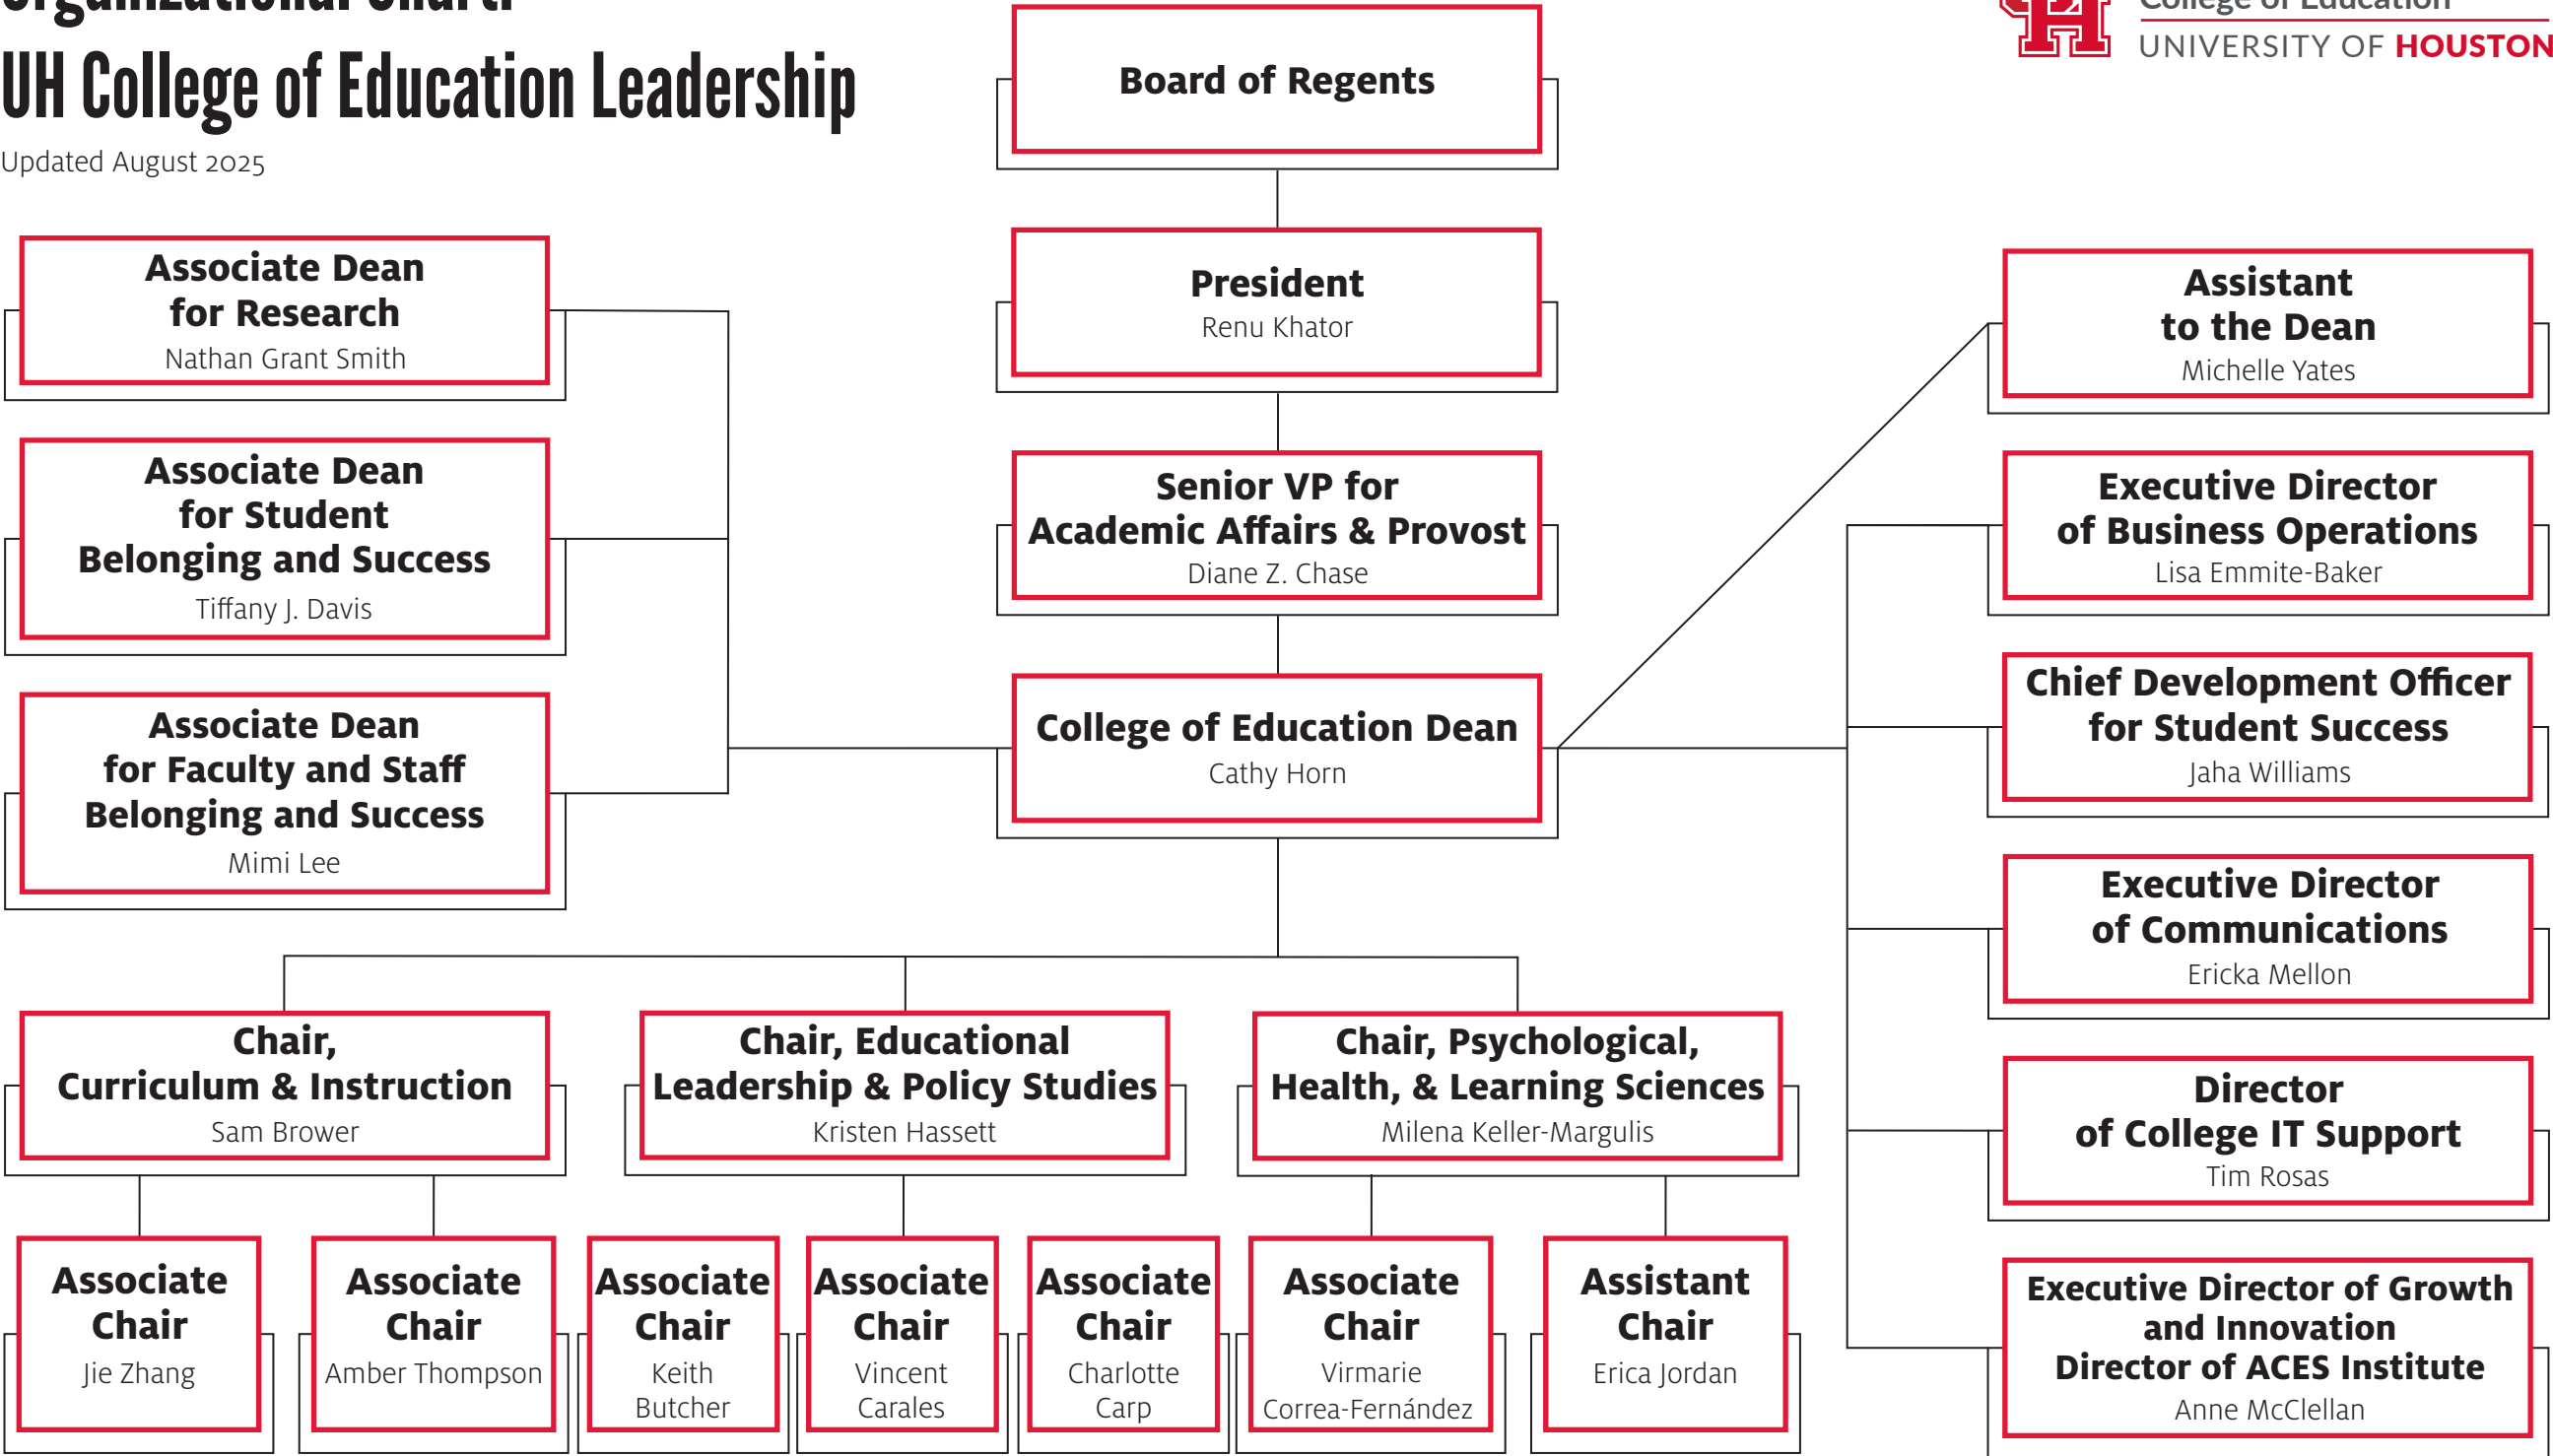 Organizational Chart:
UH College of Education Leadership
Updated August 2025
College of Education
UNIVERSITY OF HOUSTON
Board of Regents
President
Renu Khator
Senior VP for
Academic Affairs & Provost
Diane Z. Chase
College of Education Dean
Cathy Horn
Associate Dean
for Research
Nathan Grant Smith
Associate Dean
for Student
Belonging and Success
Tiffany J. Davis
Associate Dean
for Faculty and Staff
Belonging and Success
Mimi Lee
Assistant
to the Dean
Michelle Yates
Executive Director
of Business Operations
Lisa Emmite-Baker
Chief Development Officer
for Student Success
Jaha Williams
Executive Director
of Communications
Ericka Mellon
Director
of College IT Support
Tim Rosas
Executive Director of Growth
and Innovation
Director of ACES Institute
Anne McClellan
Chair,
Curriculum & Instruction
Sam Brower
Chair, Educational
Leadership & Policy Studies
Kristen Hassett
Chair, Psychological,
Health, & Learning Sciences
Milena Keller-Margulis
Associate
Chair
Jie Zhang
Associate
Chair
Amber Thompson
Associate
Chair
Keith
Butcher
Associate
Chair
Vincent
Carales
Associate
Chair
Charlotte
Carp
Associate
Chair
Virmarie
Correa-Fernández
Assistant
Chair
Erica Jordan